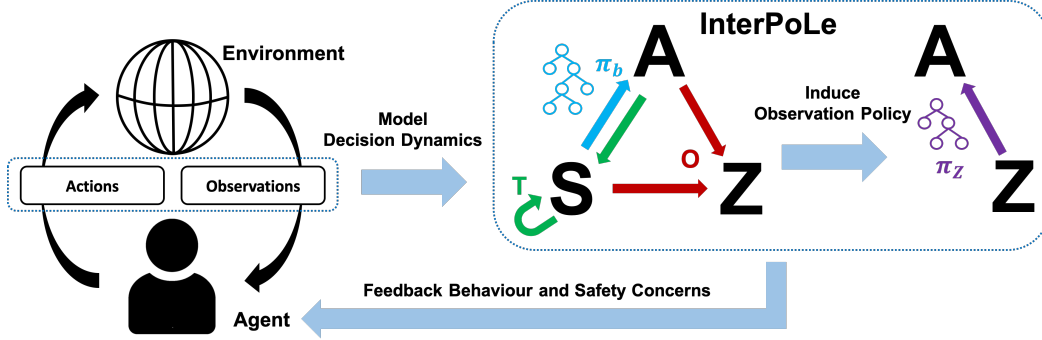 Environment
Actions
Observations
Agent
Model
Decision Dynamics
InterPoLe
A
π_b
S
T
O
Z
Induce
Observation Policy
A
π_Z
Z
Feedback Behaviour and Safety Concerns